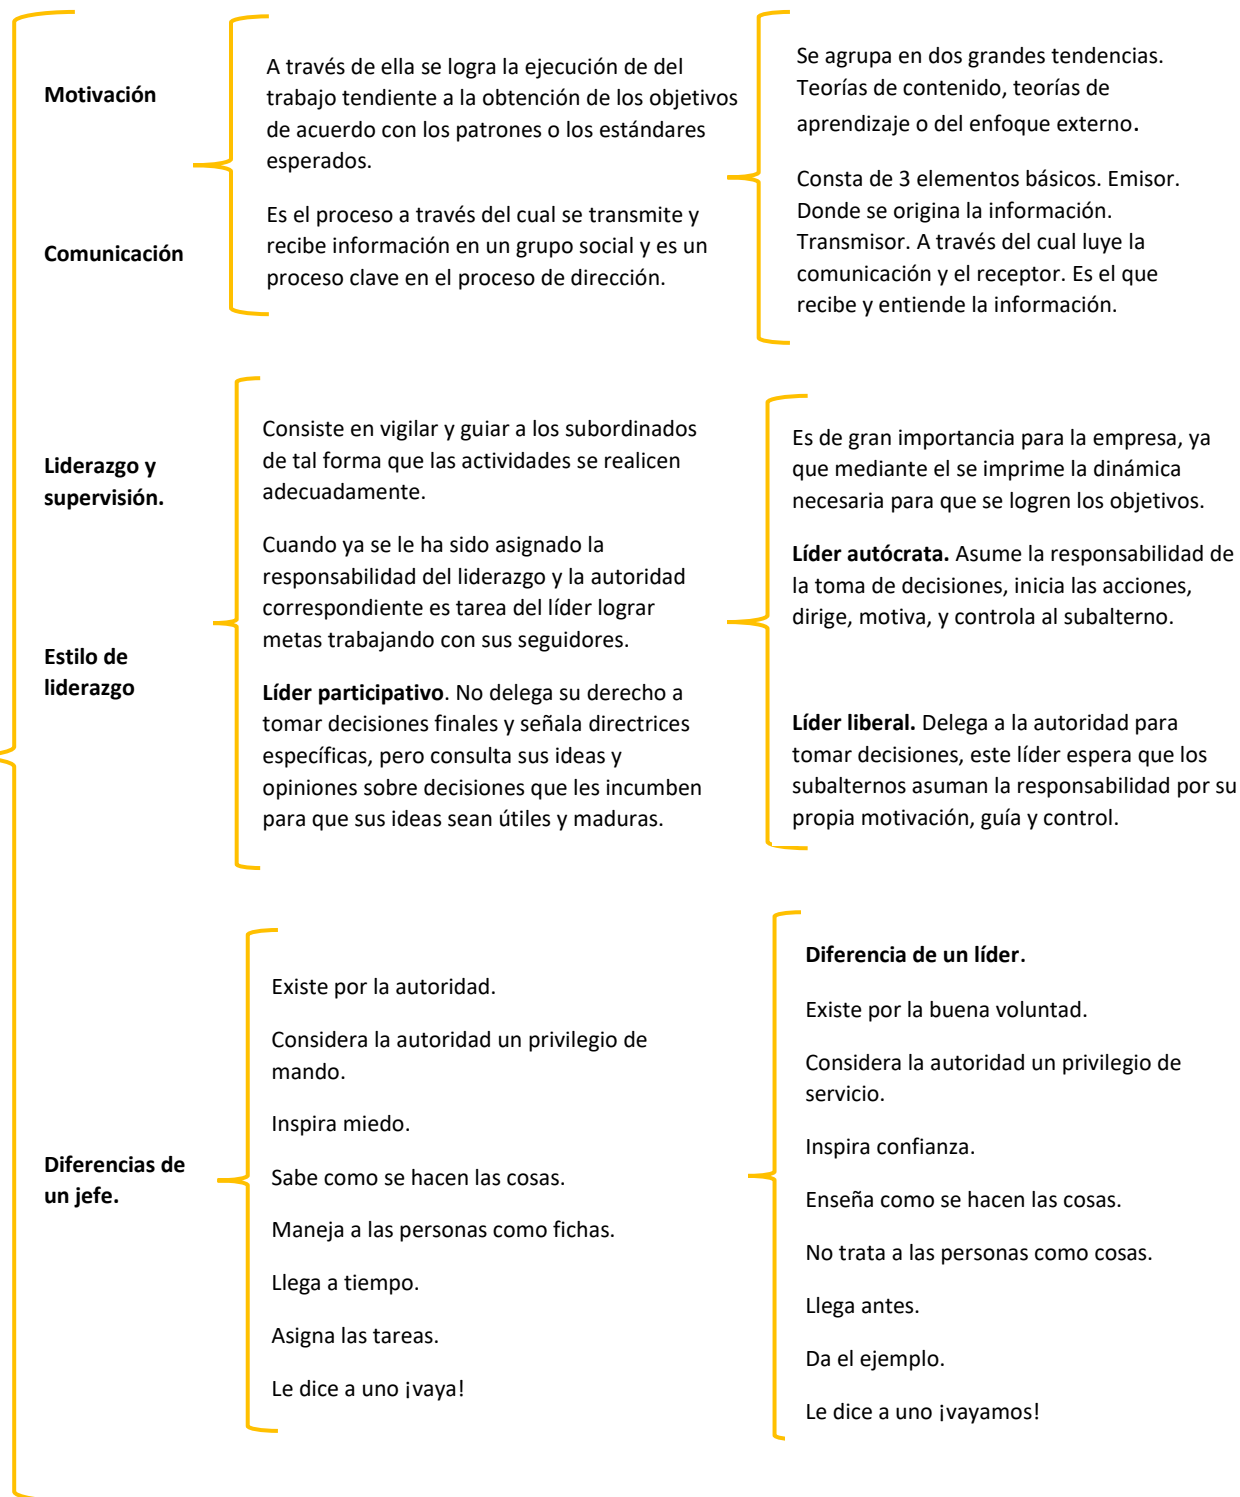 Motivación
A través de ella se logra la ejecución de del
trabajo tendiente a la obtención de los objetivos
de acuerdo con los patrones o los estándares
esperados.
Se agrupa en dos grandes tendencias.
Teorías de contenido, teorías de
aprendizaje o del enfoque externo.
Comunicación
Es el proceso a través del cual se transmite y
recibe información en un grupo social y es un
proceso clave en el proceso de dirección.
Consta de 3 elementos básicos. Emisor.
Donde se origina la información.
Transmisor. A través del cual luye la
comunicación y el receptor. Es el que
recibe y entiende la información.
Liderazgo y
supervisión.
Consiste en vigilar y guiar a los subordinados
de tal forma que las actividades se realicen
adecuadamente.
Es de gran importancia para la empresa, ya
que mediante el se imprime la dinámica
necesaria para que se logren los objetivos.
Estilo de
liderazgo
Cuando ya se le ha sido asignado la
responsabilidad del liderazgo y la autoridad
correspondiente es tarea del líder lograr
metas trabajando con sus seguidores.
Líder participativo. No delega su derecho a
tomar decisiones finales y señala directrices
específicas, pero consulta sus ideas y
opiniones sobre decisiones que les incumben
para que sus ideas sean útiles y maduras.
Líder autócrata. Asume la responsabilidad de
la toma de decisiones, inicia las acciones,
dirige, motiva, y controla al subalterno.
Líder liberal. Delega a la autoridad para
tomar decisiones, este líder espera que los
subalternos asuman la responsabilidad por su
propia motivación, guía y control.
Diferencias de
un jefe.
Existe por la autoridad.
Considera la autoridad un privilegio de
mando.
Inspira miedo.
Sabe como se hacen las cosas.
Maneja a las personas como fichas.
Llega a tiempo.
Asigna las tareas.
Le dice a uno ¡vaya!
Diferencia de un líder.
Existe por la buena voluntad.
Considera la autoridad un privilegio de
servicio.
Inspira confianza.
Enseña como se hacen las cosas.
No trata a las personas como cosas.
Llega antes.
Da el ejemplo.
Le dice a uno ¡vayamos!